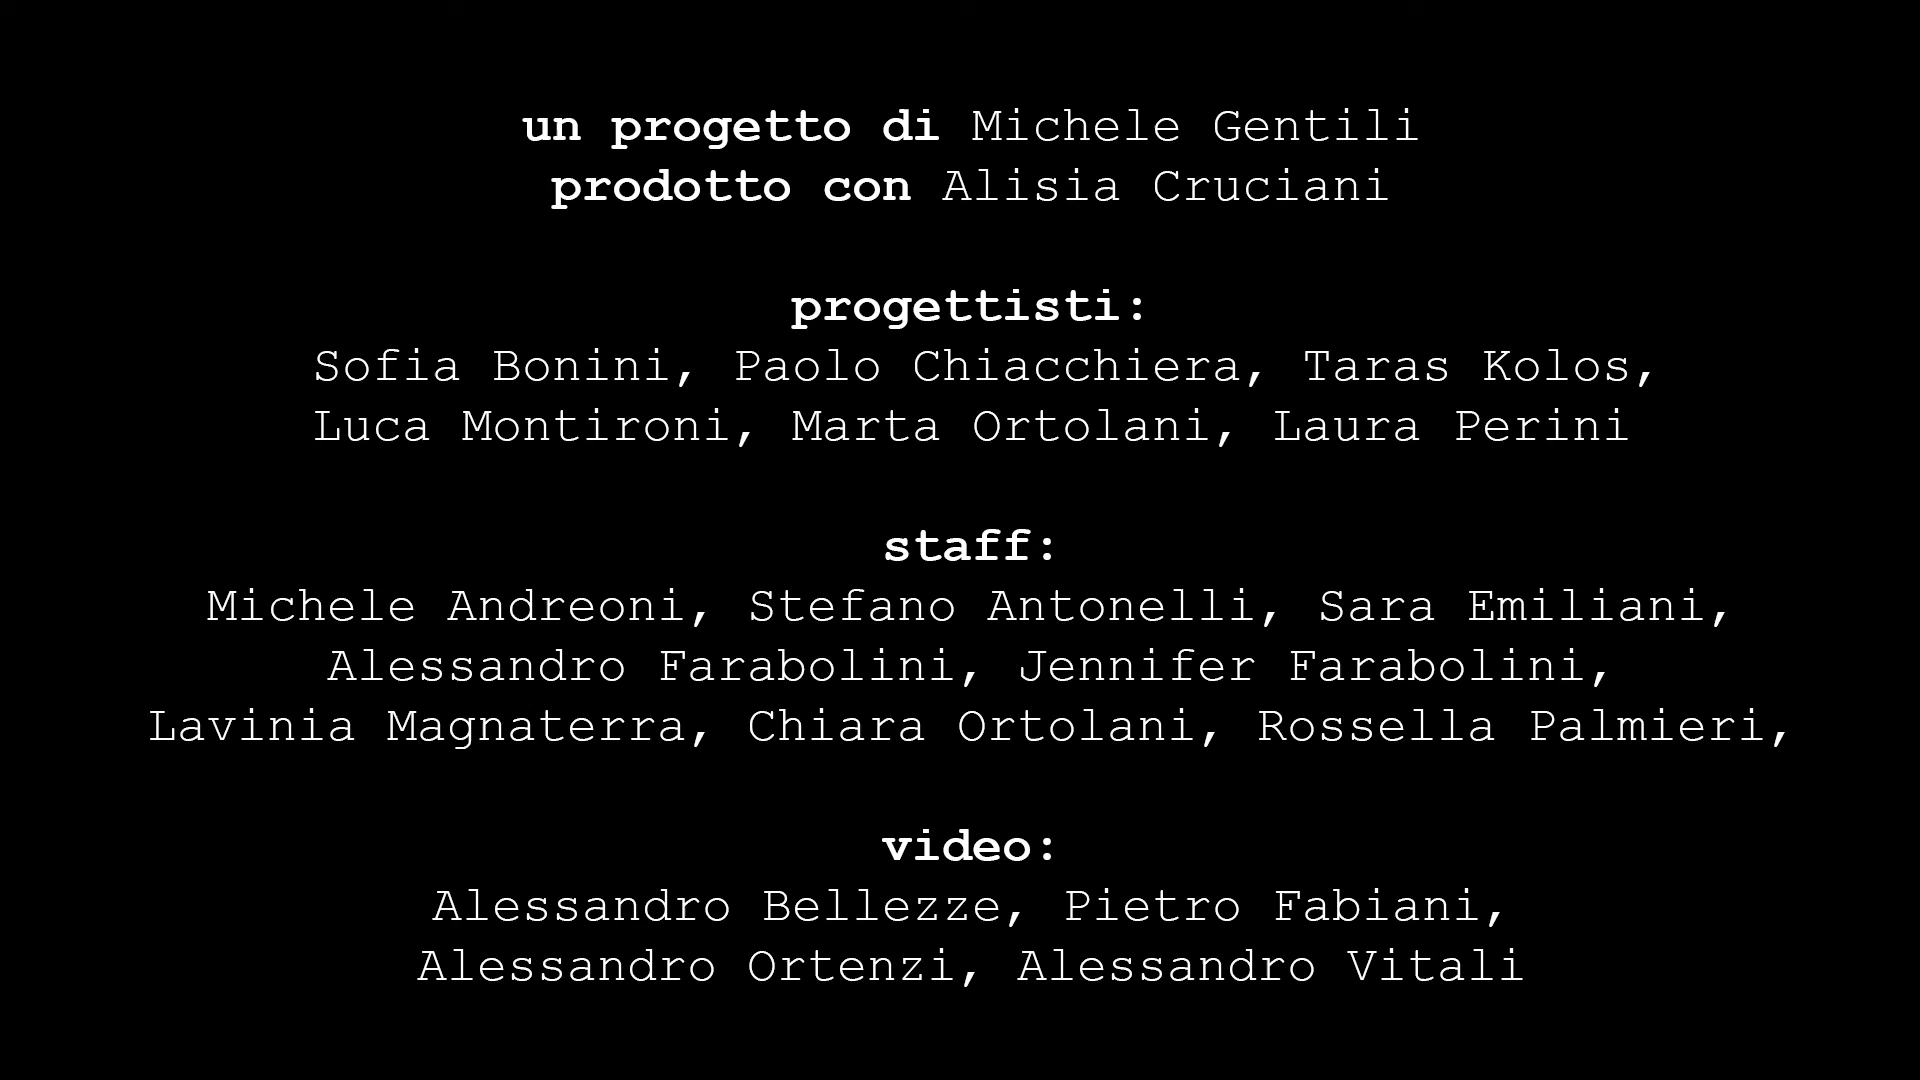 un progetto di Michele Gentili
prodotto con Alisia Cruciani
progettisti:
Sofia Bonini, Paolo Chiacchiera, Taras Kolos,
Luca Montironi, Marta Ortolani, Laura Perini
staff:
Michele Andreoni, Stefano Antonelli, Sara Emiliani,
Alessandro Farabolini, Jennifer Farabolini,
Lavinia Magnaterra, Chiara Ortolani, Rossella Palmieri,
video:
Alessandro Bellezze, Pietro Fabiani,
Alessandro Ortenzi, Alessandro Vitali